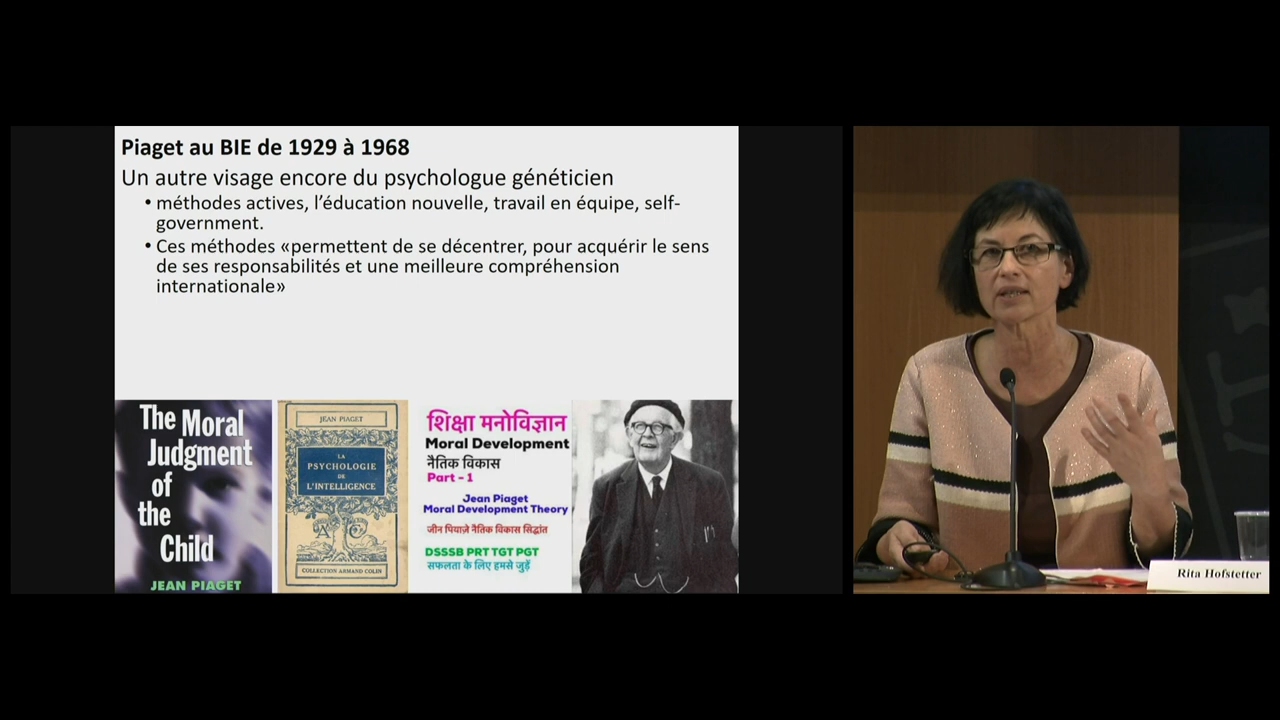 Piaget au BIE de 1929 à 1968
Un autre visage encore du psychologue généticien
• méthodes actives, l’éducation nouvelle, travail en équipe, self-
government.
• Ces méthodes «permettent de se décentrer, pour acquérir le sens
de ses responsabilités et une meilleure compréhension
internationale»
The Moral
Judgment
of
the
Child
JEAN PIAGET
JEAN PIAGET
LA
PSYCHOLOGIE
DE
L'INTELLIGENCE
A C
COLLECTION ARMAND COLIN
शिक्षा मनोविज्ञान
Moral Development
नैतिक विकास
Part - 1
Jean Piaget
Moral Development Theory
जीन पियाज़े नैतिक विकास सिद्धांत
DSSSB PRT TGT PGT
सफलता के लिए हमसे जुड़ें
Rita Hofstetter